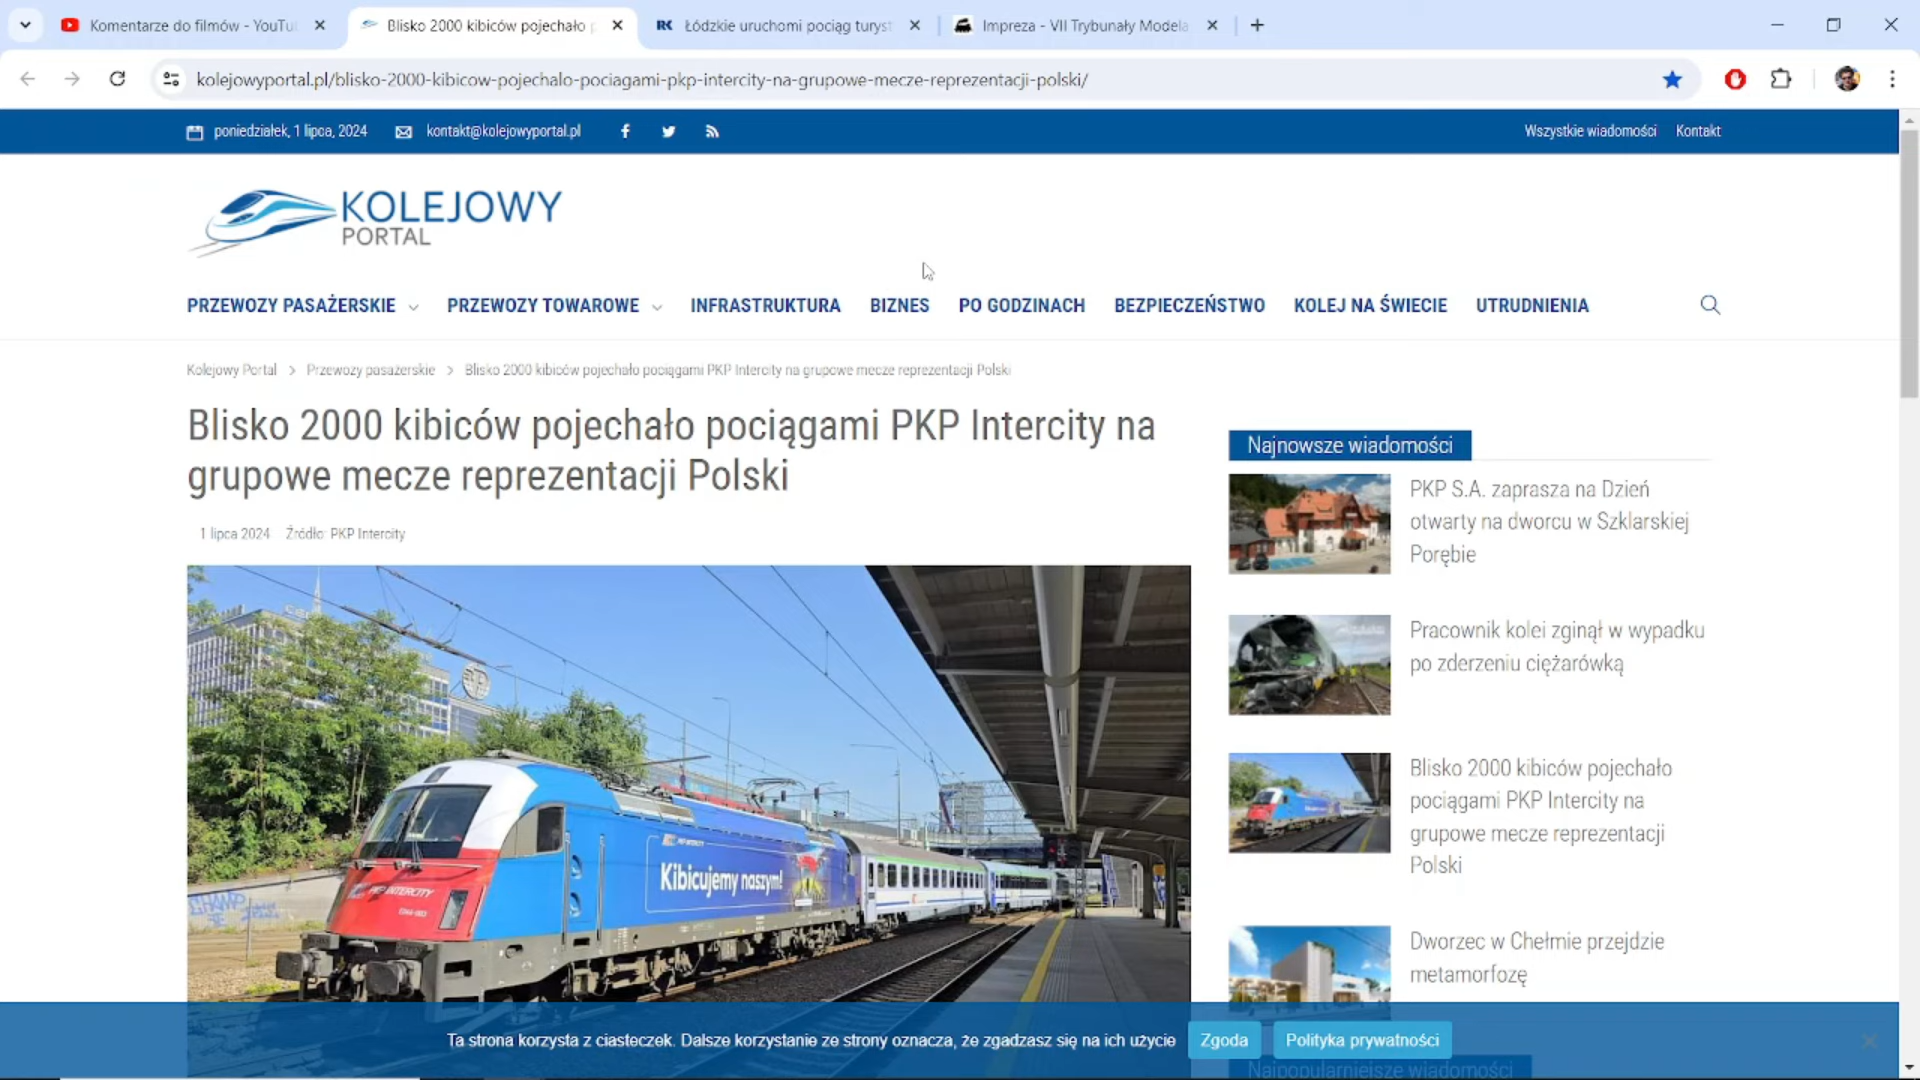 Komentarze do filmów - YouTu
Blisko 2000 kibiców pojechało p
RK Łódzkie uruchomi pociąg turyst
Impreza - VII Trybunały Modela
kolejowyportal.pl/blisko-2000-kibicow-pojechalo-pociagami-pkp-intercity-na-grupowe-mecze-reprezentacji-polski/
poniedziałek, 1 lipca, 2024
kontakt@kolejowyportal.pl
Wszystkie wiadomości
Kontakt
KOLEJOWY
PORTAL
PRZEWOZY PASAŻERSKIE
PRZEWOZY TOWAROWE
INFRASTRUKTURA
BIZNES
PO GODZINACH
BEZPIECZEŃSTWO
KOLEJ NA ŚWIECIE
UTRUDNIENIA
Kolejowy Portal > Przewozy pasażerskie > Blisko 2000 kibiców pojechało pociągami PKP Intercity na grupowe mecze reprezentacji Polski
Blisko 2000 kibiców pojechało pociągami PKP Intercity na
grupowe mecze reprezentacji Polski
1 lipca 2024 Źródło: PKP Intercity
PKP INTERCITY
Kibicujemy naszym!
PKP INTERCITY
Najnowsze wiadomości
PKP S.A. zaprasza na Dzień
otwarty na dworcu w Szklarskiej
Porębie
Pracownik kolei zginął w wypadku
po zderzeniu ciężarówką
Blisko 2000 kibiców pojechało
pociągami PKP Intercity na
grupowe mecze reprezentacji
Polski
Dworzec w Chełmie przejdzie
metamorfozę
Ta strona korzysta z ciasteczek. Dalsze korzystanie ze strony oznacza, że zgadzasz się na ich użycie
Zgoda
Polityka prywatności
Najpopularniejsze wiadomości